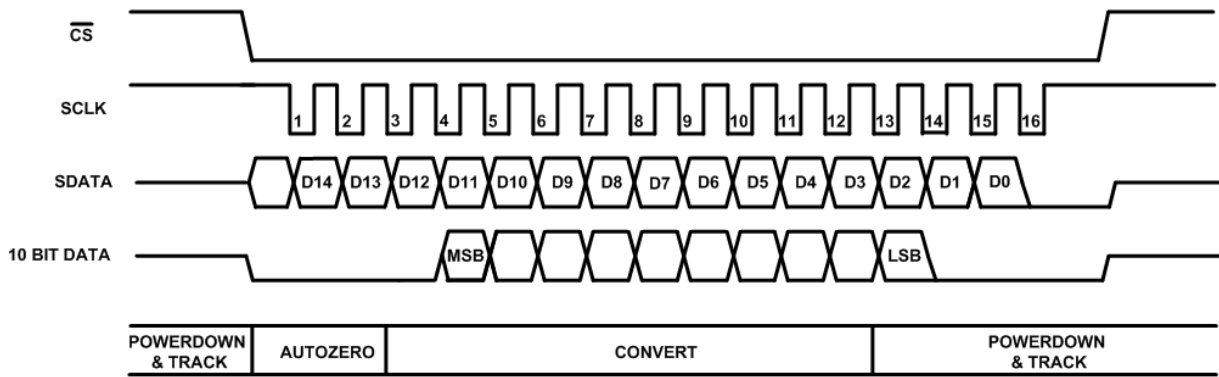 CS
SCLK
1 2 3 4 5 6 7 8 9 10 11 12 13 14 15 16
SDATA
D14 D13 D12 D11 D10 D9 D8 D7 D6 D5 D4 D3 D2 D1 D0
10 BIT DATA
MSB LSB
POWERDOWN
& TRACK
AUTOZERO
CONVERT
POWERDOWN
& TRACK